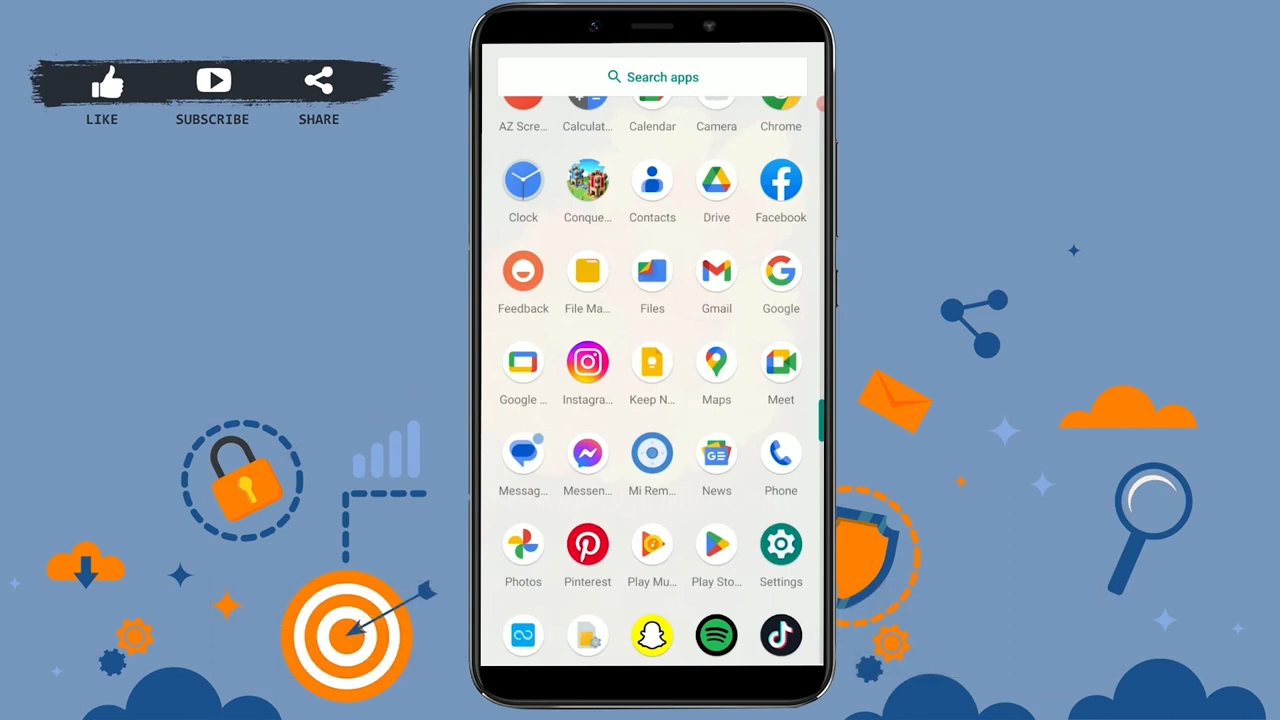 LIKE SUBSCRIBE SHARE
Search apps
AZ Scre... Calculat... Calendar Camera Chrome
Clock Conque... Contacts Drive Facebook
Feedback File Ma... Files Gmail Google
Google ... Instagra... Keep N... Maps Meet
Messag... Messen... Mi Rem... News Phone
GE
Photos Pinterest Play Mu... Play Sto... Settings